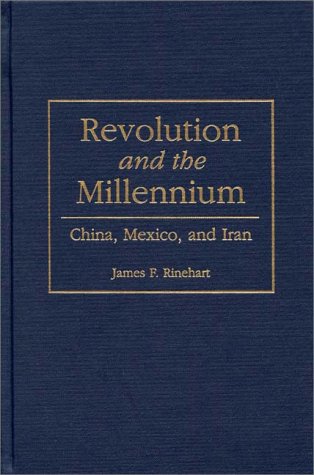 Revolution
and the
Millennium
China, Mexico, and Iran
James F. Rinehart